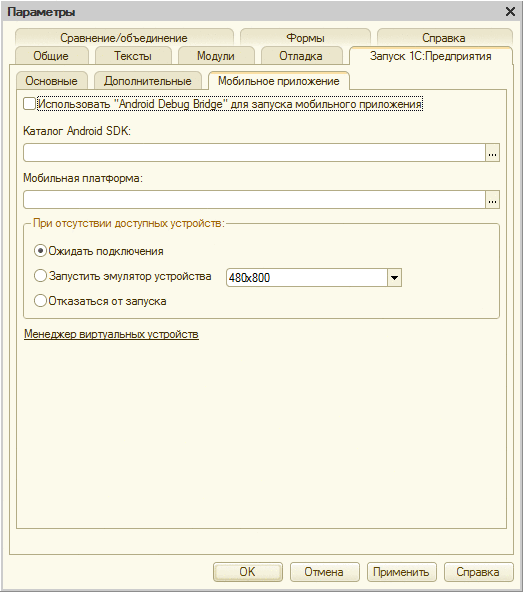 Параметры
Сравнение/объединение Формы Справка
Общие Тексты Модули Отладка Запуск 1С:Предприятия
Основные Дополнительные Мобильное приложение
Использовать "Android Debug Bridge" для запуска мобильного приложения
Каталог Android SDK:
...
Мобильная платформа:
...
При отсутствии доступных устройств:
Ожидать подключения
Запустить эмулятор устройства 480x800
Отказаться от запуска
Менеджер виртуальных устройств
OK Отмена Применить Справка